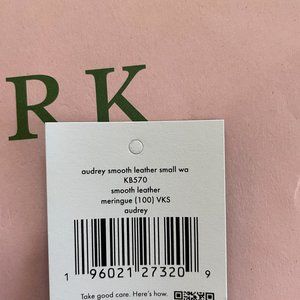 RK
audrey smooth leather small wa
KB570
smooth leather
meringue (100) VKS
audrey
1 96021 27320 9
Take good care. Here's how.